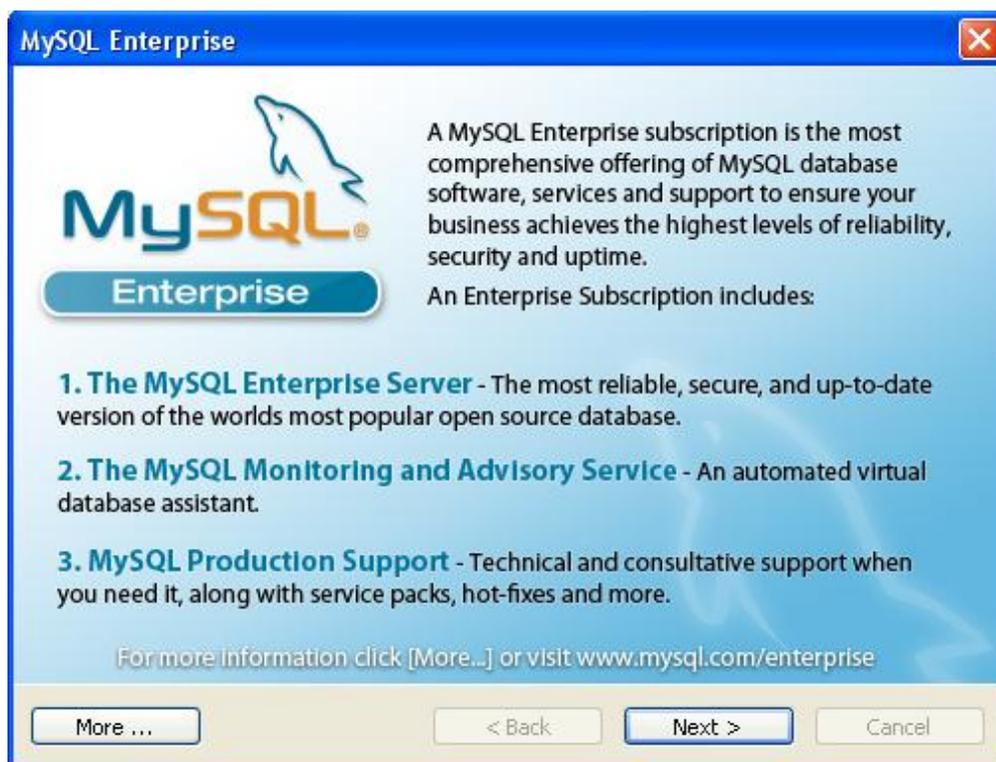 MySQL Enterprise
MySQL®
Enterprise
A MySQL Enterprise subscription is the most
comprehensive offering of MySQL database
software, services and support to ensure your
business achieves the highest levels of reliability,
security and uptime.
An Enterprise Subscription includes:
1. The MySQL Enterprise Server - The most reliable, secure, and up-to-date
version of the worlds most popular open source database.
2. The MySQL Monitoring and Advisory Service - An automated virtual
database assistant.
3. MySQL Production Support - Technical and consultative support when
you need it, along with service packs, hot-fixes and more.
For more information click [More...] or visit www.mysql.com/enterprise
More ... < Back Next > Cancel